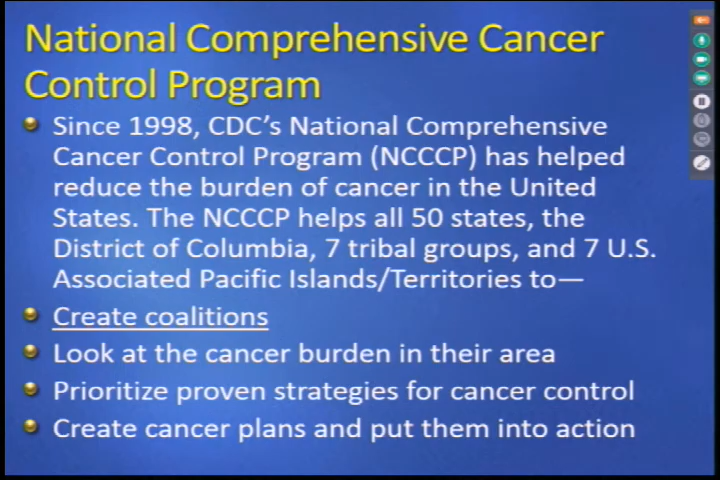 National Comprehensive Cancer
Control Program
Since 1998, CDC's National Comprehensive
Cancer Control Program (NCCCP) has helped
reduce the burden of cancer in the United
States. The NCCCP helps all 50 states, the
District of Columbia, 7 tribal groups, and 7 U.S.
Associated Pacific Islands/Territories to—
Create coalitions
Look at the cancer burden in their area
Prioritize proven strategies for cancer control
Create cancer plans and put them into action